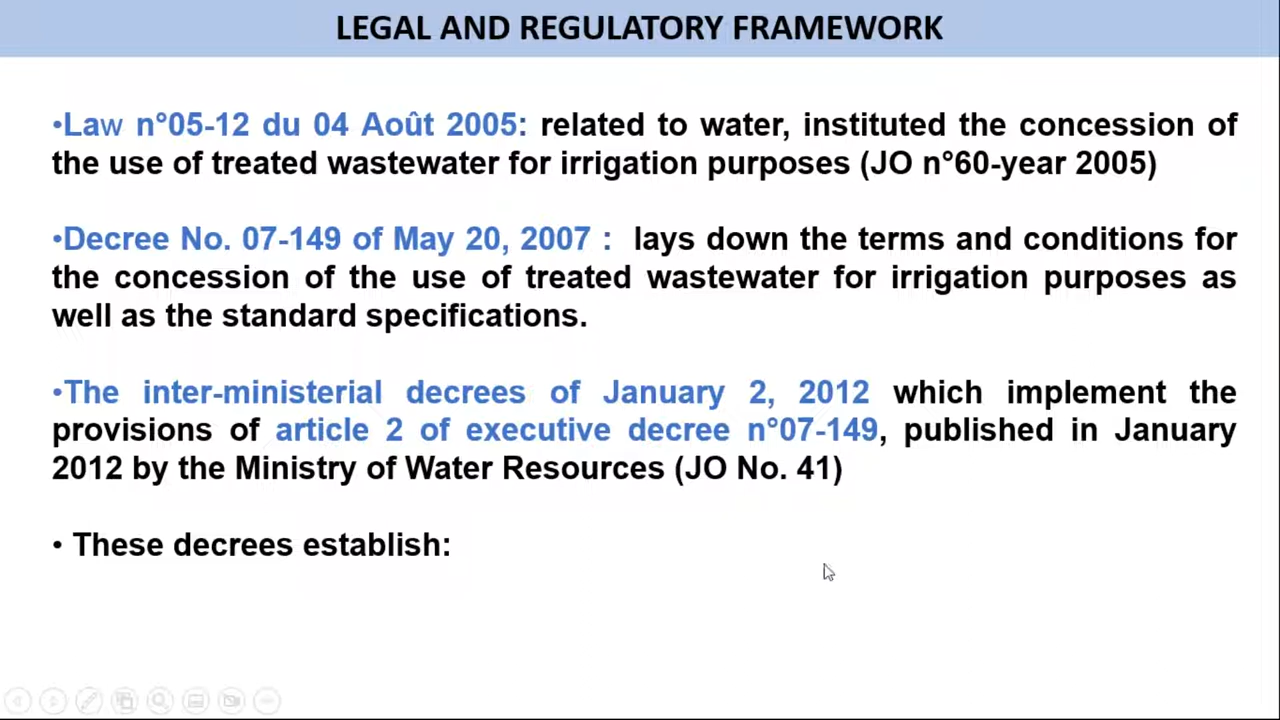 LEGAL AND REGULATORY FRAMEWORK
•Law n°05-12 du 04 Août 2005: related to water, instituted the concession of
the use of treated wastewater for irrigation purposes (JO n°60-year 2005)
•Decree No. 07-149 of May 20, 2007 : lays down the terms and conditions for
the concession of the use of treated wastewater for irrigation purposes as
well as the standard specifications.
•The inter-ministerial decrees of January 2, 2012 which implement the
provisions of article 2 of executive decree n°07-149, published in January
2012 by the Ministry of Water Resources (JO No. 41)
• These decrees establish: